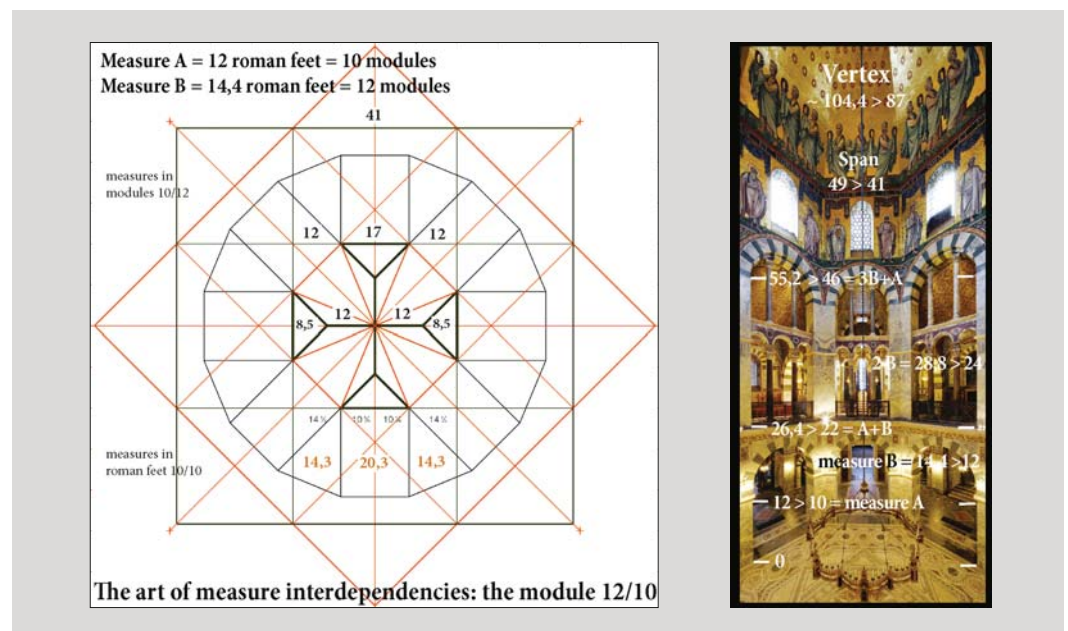 Measure A = 12 roman feet = 10 modules
Measure B = 14,4 roman feet = 12 modules
41
measures in
modules 10/12
12 17 12
8,5 12 12 8,5
14 ½ 10 ½ 10 ½ 14 ½
measures in
roman feet 10/10
14,3 20,3 14,3
The art of measure interdependencies: the module 12/10
Vertex
~ 104,4 > 87
Span
49 > 41
55,2 > 46 = 3B+A
2 B = 28,8 > 24
26,4 > 22 = A+B
measure B = 14,4 >12
12 > 10 = measure A
0